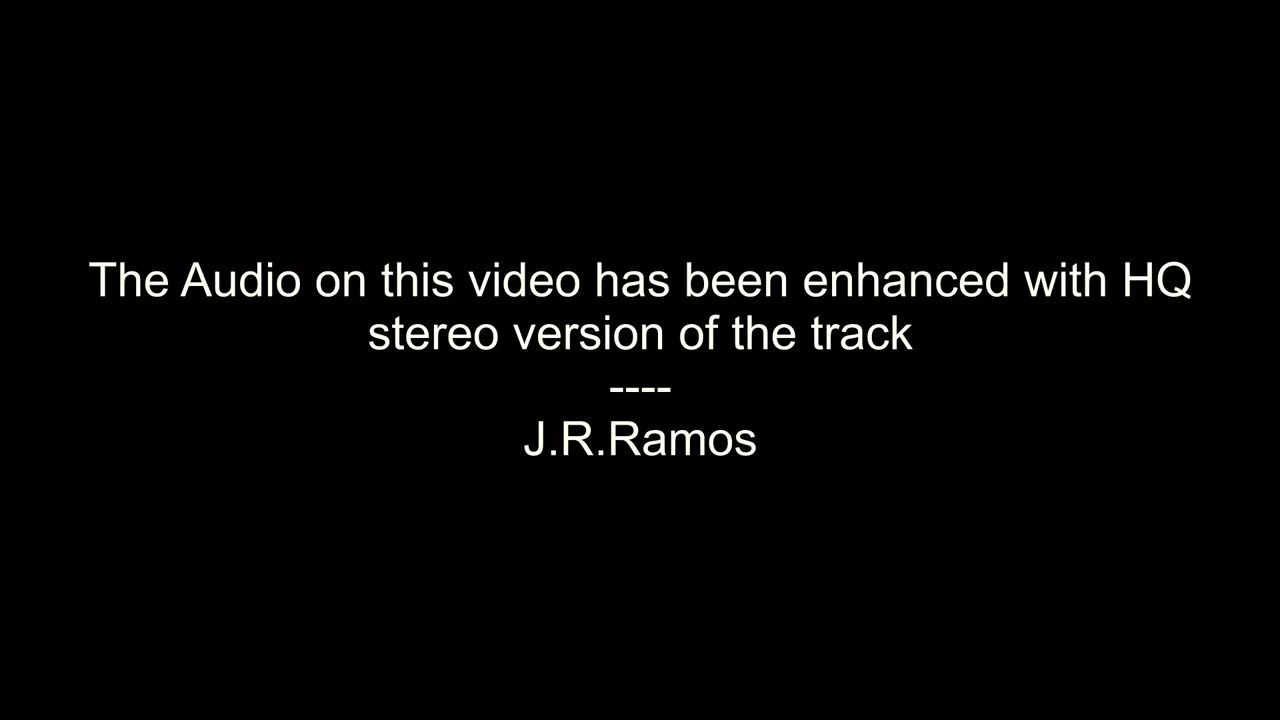 The Audio on this video has been enhanced with HQ
stereo version of the track
----
J.R.Ramos